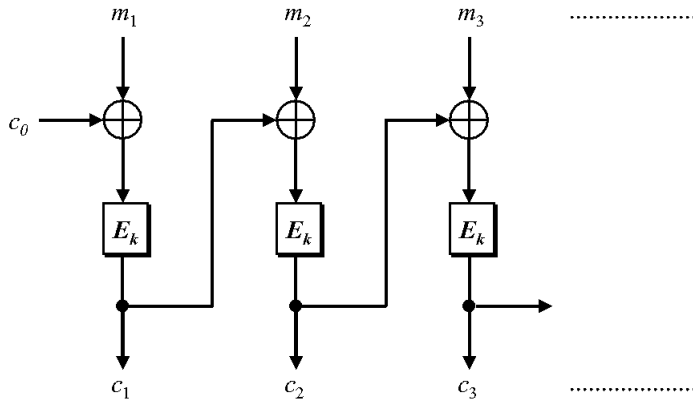 m₁ m₂ m₃
c₀
Eₖ Eₖ Eₖ
c₁ c₂ c₃